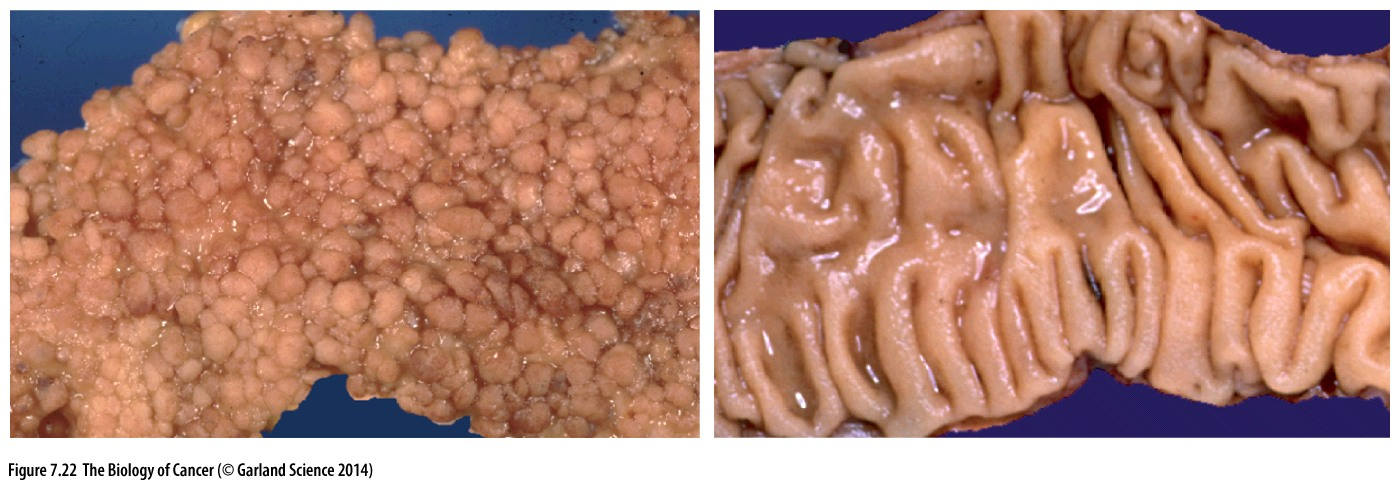 Figure 7.22 The Biology of Cancer (© Garland Science 2014)